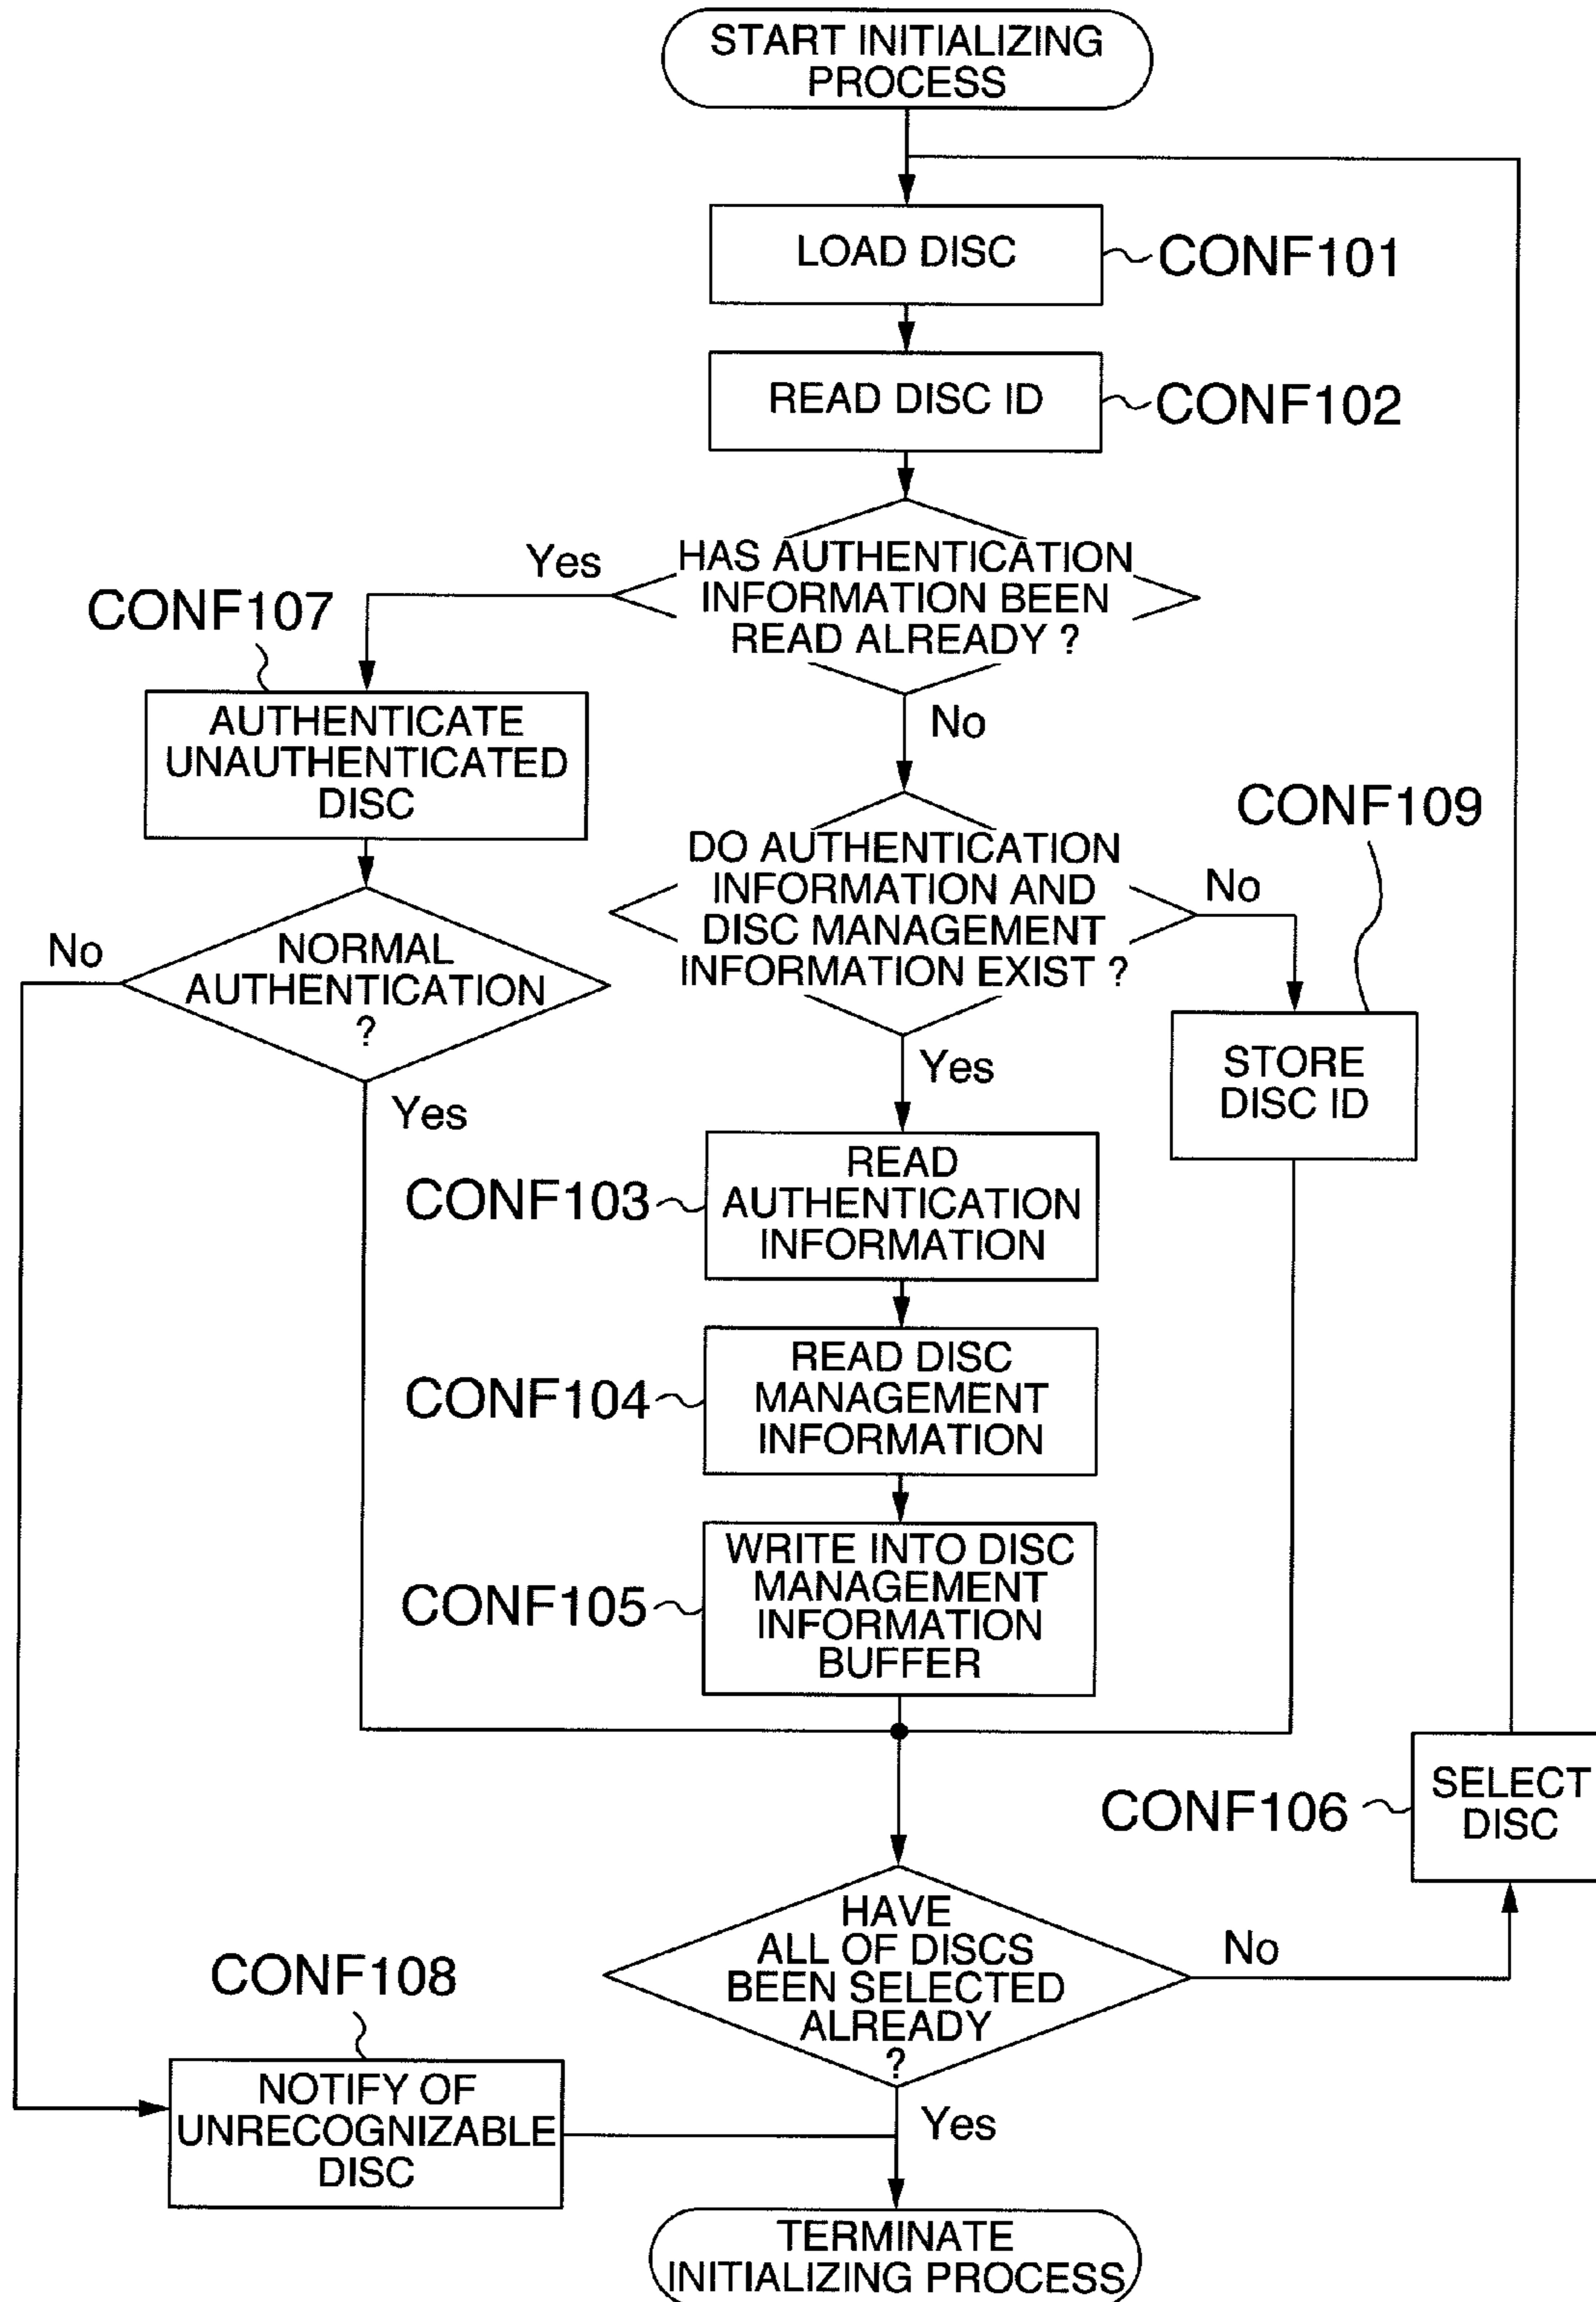 START INITIALIZING
PROCESS
LOAD DISC
CONF101
READ DISC ID
CONF102
HAS AUTHENTICATION
INFORMATION BEEN
READ ALREADY ?
Yes
No
CONF107
AUTHENTICATE
UNAUTHENTICATED
DISC
DO AUTHENTICATION
INFORMATION AND
DISC MANAGEMENT
INFORMATION EXIST ?
No
Yes
CONF109
STORE
DISC ID
NORMAL
AUTHENTICATION
?
No
Yes
CONF103
READ
AUTHENTICATION
INFORMATION
CONF104
READ DISC
MANAGEMENT
INFORMATION
CONF105
WRITE INTO DISC
MANAGEMENT
INFORMATION
BUFFER
CONF106
SELECT
DISC
HAVE
ALL OF DISCS
BEEN SELECTED
ALREADY
?
No
Yes
CONF108
NOTIFY OF
UNRECOGNIZABLE
DISC
TERMINATE
INITIALIZING PROCESS